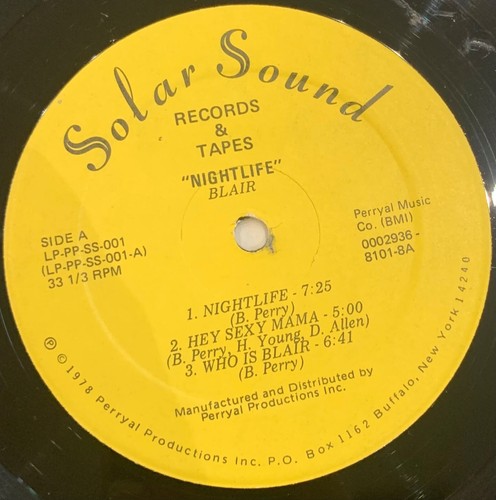 Solar Sound
RECORDS
&
TAPES
"NIGHTLIFE"
BLAIR
SIDE A
LP-PP-SS-001
(LP-PP-SS-001-A)
33 1/3 RPM
Perryal Music
Co. (BMI)
0002936 -
8101-8A
1. NIGHTLIFE - 7:25
(B. Perry)
2. HEY SEXY MAMA - 5:00
(B. Perry, H. Young, D. Allen)
3. WHO IS BLAIR - 6:41
(B. Perry)
Manufactured and Distributed by
Perryal Productions Inc.
℗ © 1978 Perryal Productions Inc. P.O. Box 1162 Buffalo, New York 14240